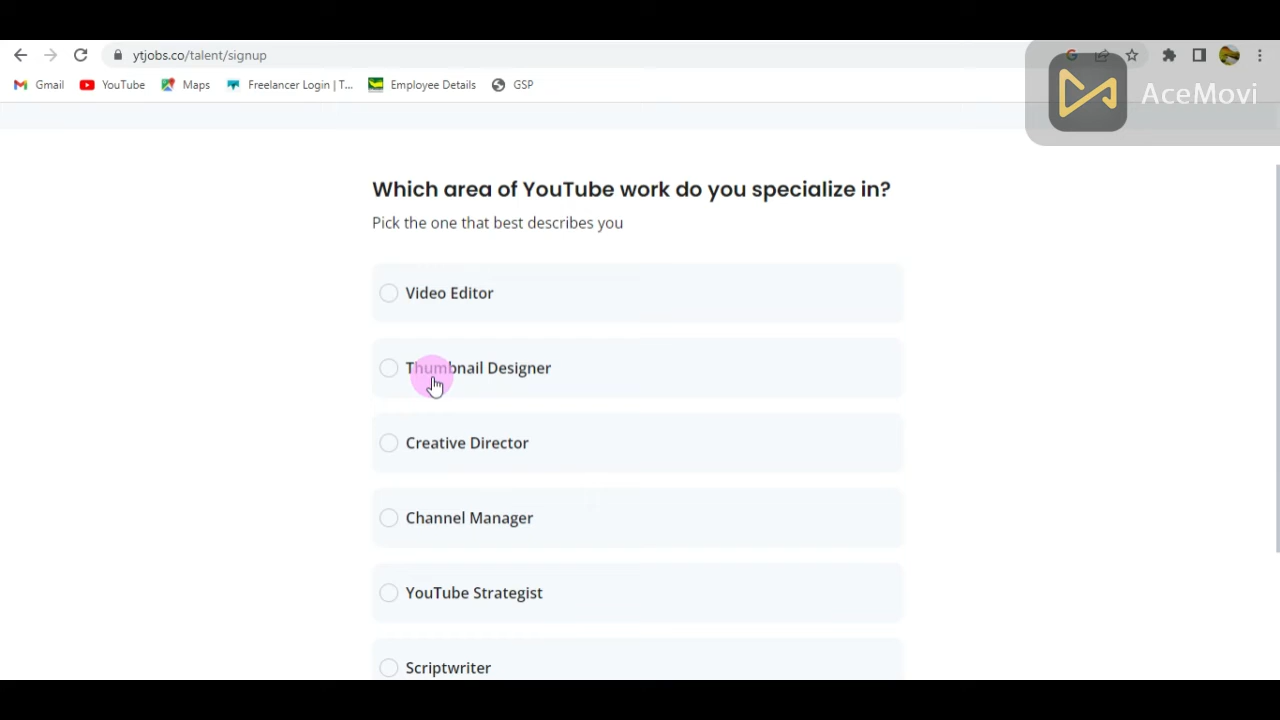 ytjobs.co/talent/signup
Gmail YouTube Maps Freelancer Login | T... Employee Details GSP
AceMovi
Which area of YouTube work do you specialize in?
Pick the one that best describes you
Video Editor
Thumbnail Designer
Creative Director
Channel Manager
YouTube Strategist
Scriptwriter